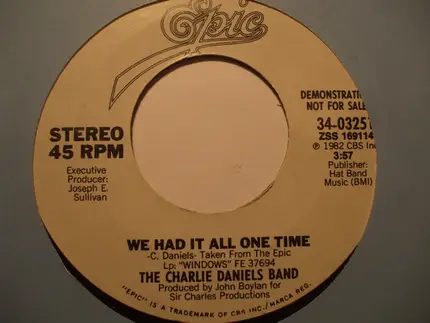 Epic
DEMONSTRATION
NOT FOR SALE
STEREO
45 RPM
34-03251
ZSS 169114
℗ 1982 CBS Inc.
3:57
Publisher:
Hat Band
Music (BMI)
Executive
Producer:
Joseph E.
Sullivan
WE HAD IT ALL ONE TIME
-C. Daniels- Taken From The Epic
Lp: "WINDOWS" FE 37694
THE CHARLIE DANIELS BAND
Produced by John Boylan for
Sir Charles Productions
"EPIC" IS A TRADEMARK OF CBS INC./MARCA REG.